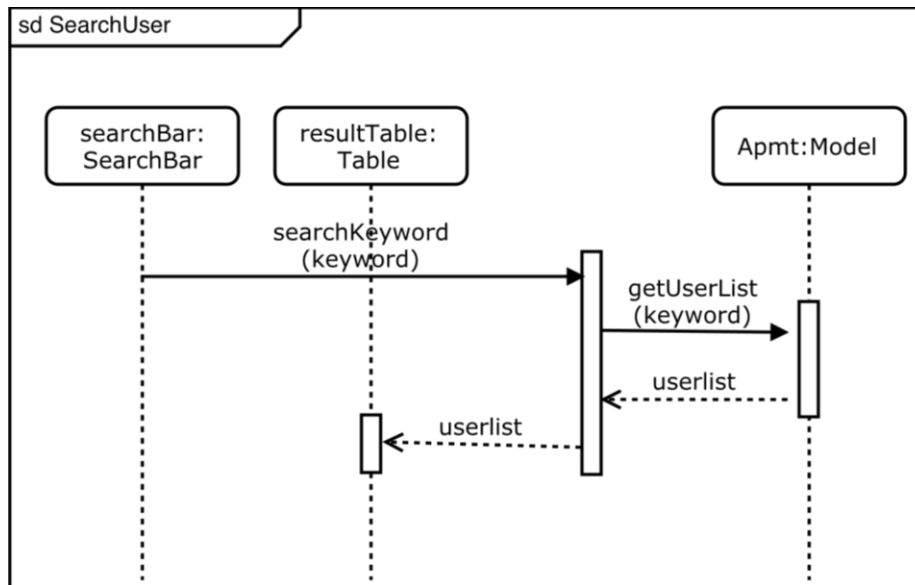 sd SearchUser
searchBar:
SearchBar
resultTable:
Table
Apmt:Model
searchKeyword
(keyword)
getUserList
(keyword)
userlist
userlist